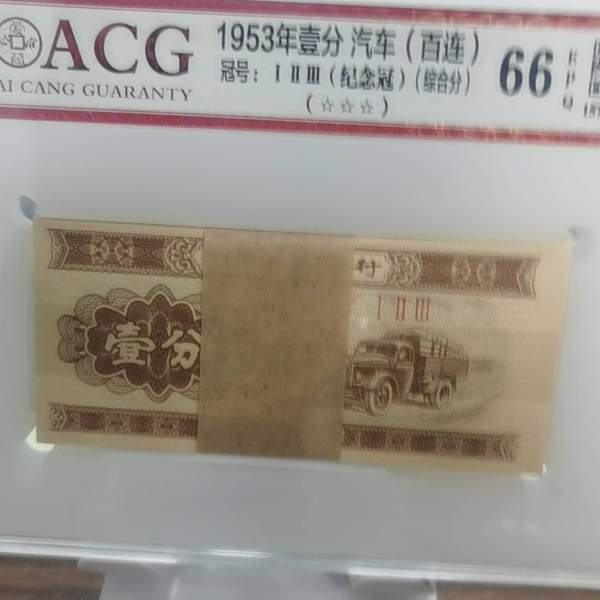 ACG
AI CANG GUARANTY
1953年壹分 汽车（百连）
冠号：Ⅰ Ⅱ Ⅲ（纪念冠）（综合分）
（☆☆☆）
66
EPQ
行
Ⅰ Ⅱ Ⅲ
壹分